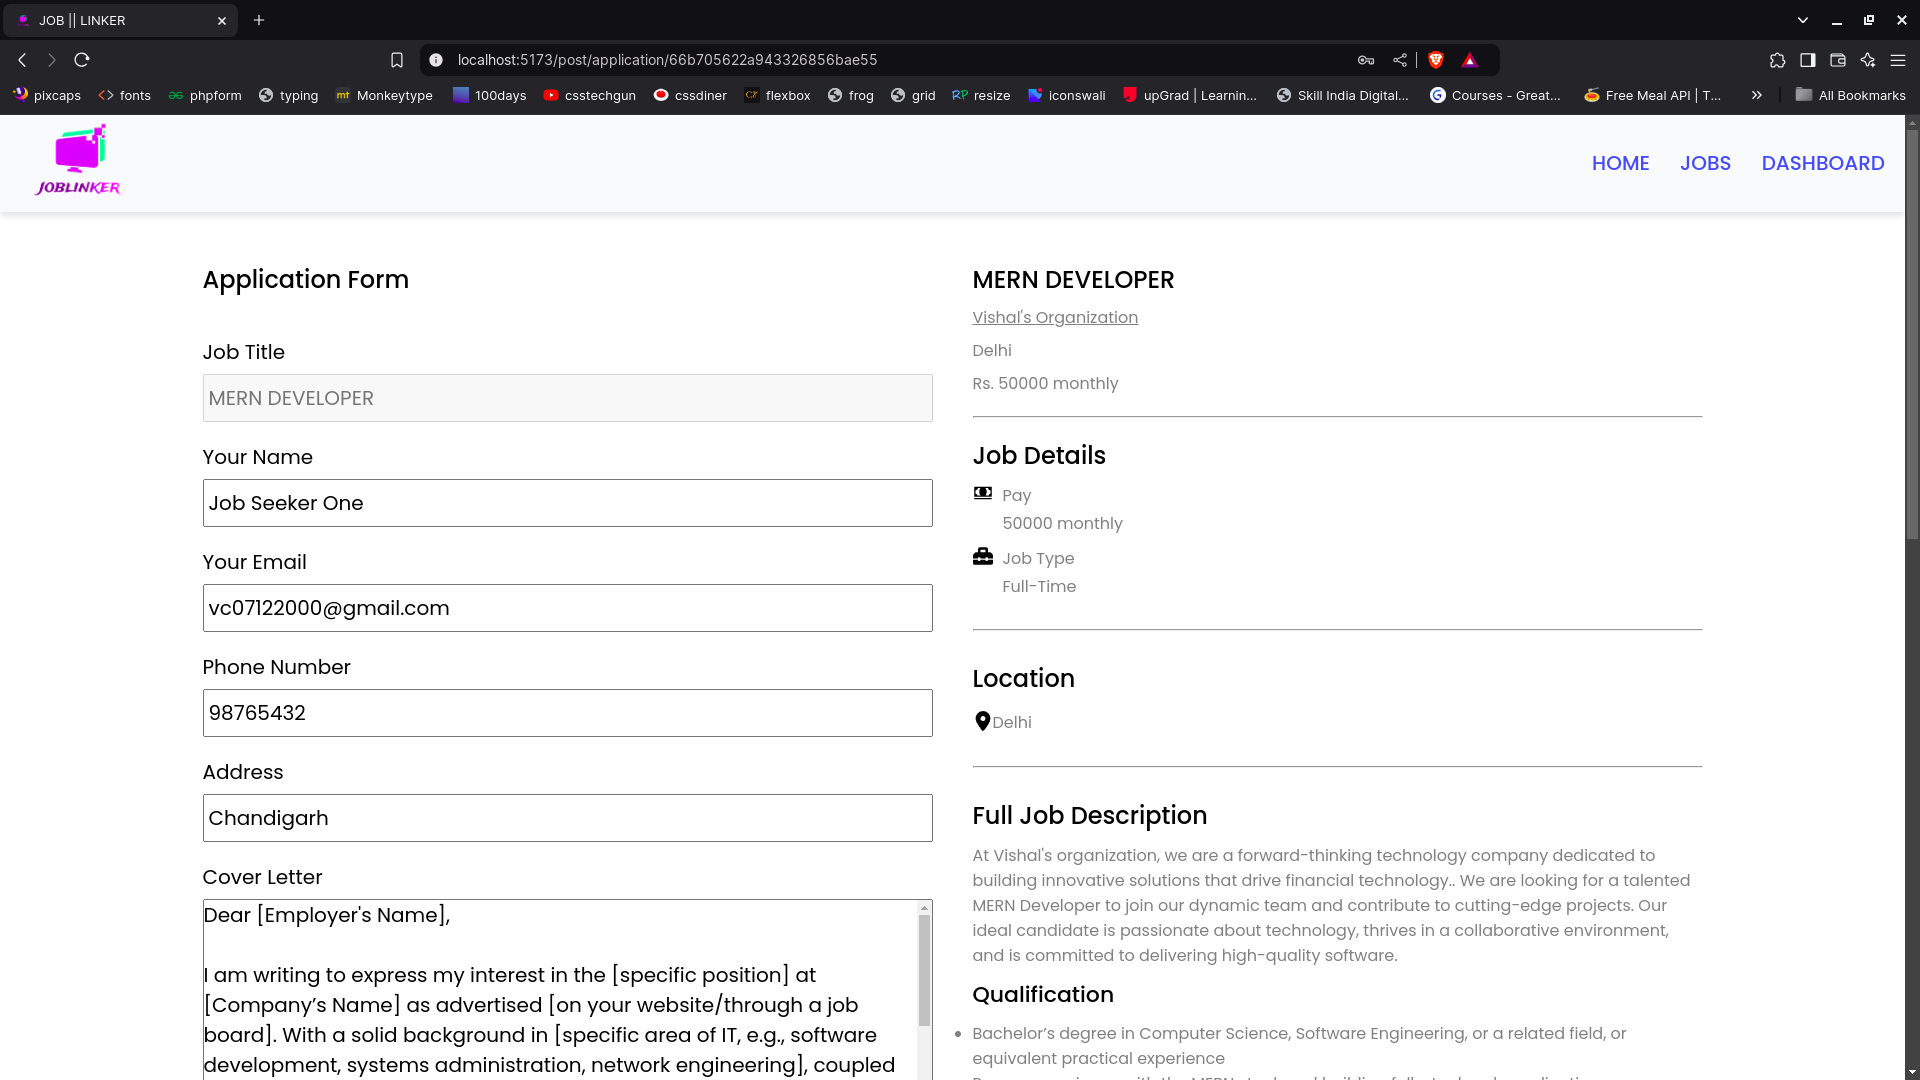 JOB || LINKER
localhost:5173/post/application/66b705622a943326856bae55
pixcaps
fonts
phpform
typing
mt Monkeytype
100days
csstechgun
cssdiner
flexbox
frog
grid
RP resize
iconswali
upGrad | Learnin...
Skill India Digital...
G Courses - Great...
Free Meal API | T...
All Bookmarks
JOBLINKER
HOME JOBS DASHBOARD
Application Form
Job Title
MERN DEVELOPER
Your Name
Job Seeker One
Your Email
vc07122000@gmail.com
Phone Number
98765432
Address
Chandigarh
Cover Letter
Dear [Employer's Name],
I am writing to express my interest in the [specific position] at
[Company’s Name] as advertised [on your website/through a job
board]. With a solid background in [specific area of IT, e.g., software
development, systems administration, network engineering], coupled
MERN DEVELOPER
Vishal's Organization
Delhi
Rs. 50000 monthly
Job Details
Pay
50000 monthly
Job Type
Full-Time
Location
Delhi
Full Job Description
At Vishal's organization, we are a forward-thinking technology company dedicated to
building innovative solutions that drive financial technology.. We are looking for a talented
MERN Developer to join our dynamic team and contribute to cutting-edge projects. Our
ideal candidate is passionate about technology, thrives in a collaborative environment,
and is committed to delivering high-quality software.
Qualification
Bachelor’s degree in Computer Science, Software Engineering, or a related field, or
equivalent practical experience